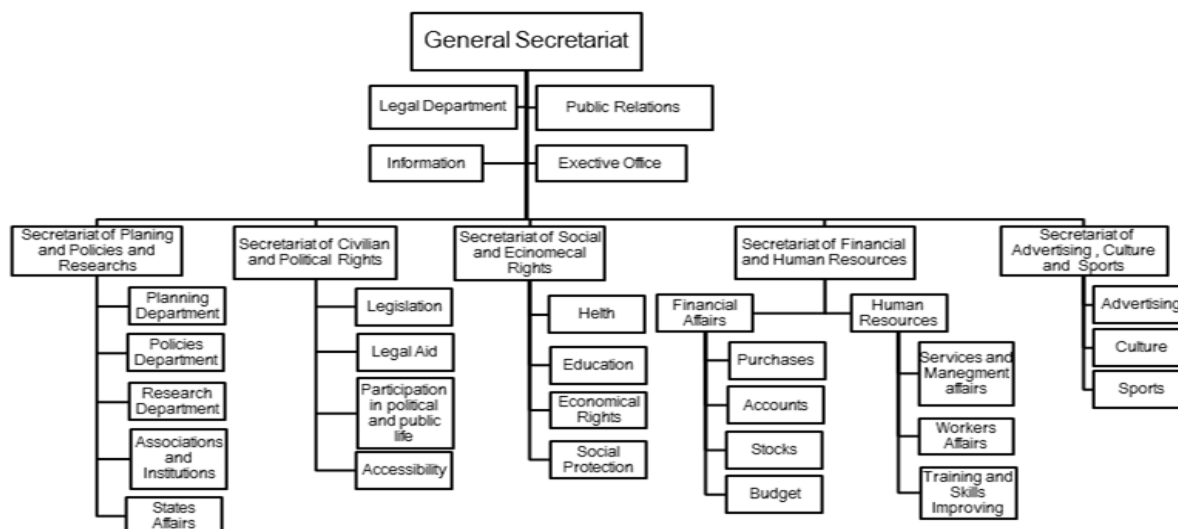 General Secretariat
Legal Department
Public Relations
Information
Exective Office
Secretariat of Planing
and Policies and
Researchs
Secretariat of Civilian
and Political Rights
Secretariat of Social
and Ecinomecal
Rights
Secretariat of Financial
and Human Resources
Secretariat of
Advertising , Culture
and Sports
Planning
Department
Policies
Department
Research
Department
Associations
and
Institutions
States
Affairs
Legislation
Legal Aid
Participation
in political
and public
life
Accessibility
Helth
Education
Economical
Rights
Social
Protection
Financial
Affairs
Purchases
Accounts
Stocks
Budget
Human
Resources
Services and
Manegment
affairs
Workers
Affairs
Training and
Skills
Improving
Advertising
Culture
Sports